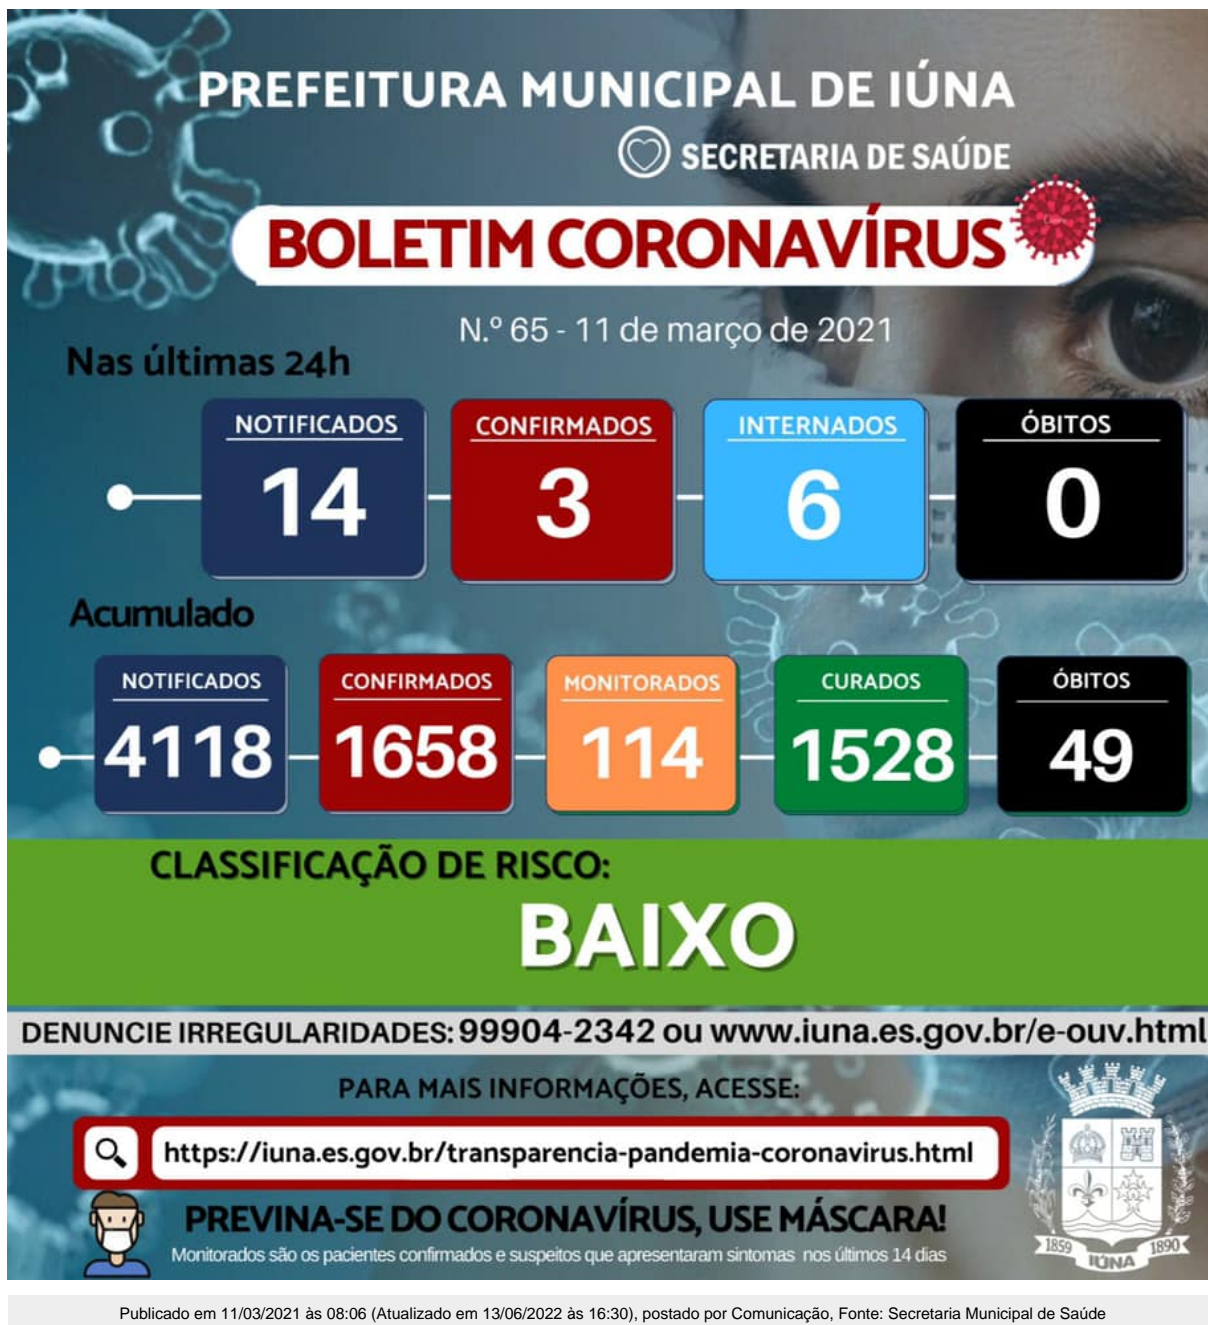 PREFEITURA MUNICIPAL DE IÚNA
SECRETARIA DE SAÚDE
BOLETIM CORONAVÍRUS
N.º 65 - 11 de março de 2021
Nas últimas 24h
NOTIFICADOS CONFIRMADOS INTERNADOS ÓBITOS
14 3 6 0
Acumulado
NOTIFICADOS CONFIRMADOS MONITORADOS CURADOS ÓBITOS
4118 1658 114 1528 49
CLASSIFICAÇÃO DE RISCO:
BAIXO
DENUNCIE IRREGULARIDADES: 99904-2342 ou www.iuna.es.gov.br/e-ouv.html
PARA MAIS INFORMAÇÕES, ACESSE:
https://iuna.es.gov.br/transparencia-pandemia-coronavirus.html
PREVINA-SE DO CORONAVÍRUS, USE MÁSCARA!
Monitorados são os pacientes confirmados e suspeitos que apresentaram sintomas nos últimos 14 dias
1859 IÚNA 1890
Publicado em 11/03/2021 às 08:06 (Atualizado em 13/06/2022 às 16:30), postado por Comunicação, Fonte: Secretaria Municipal de Saúde